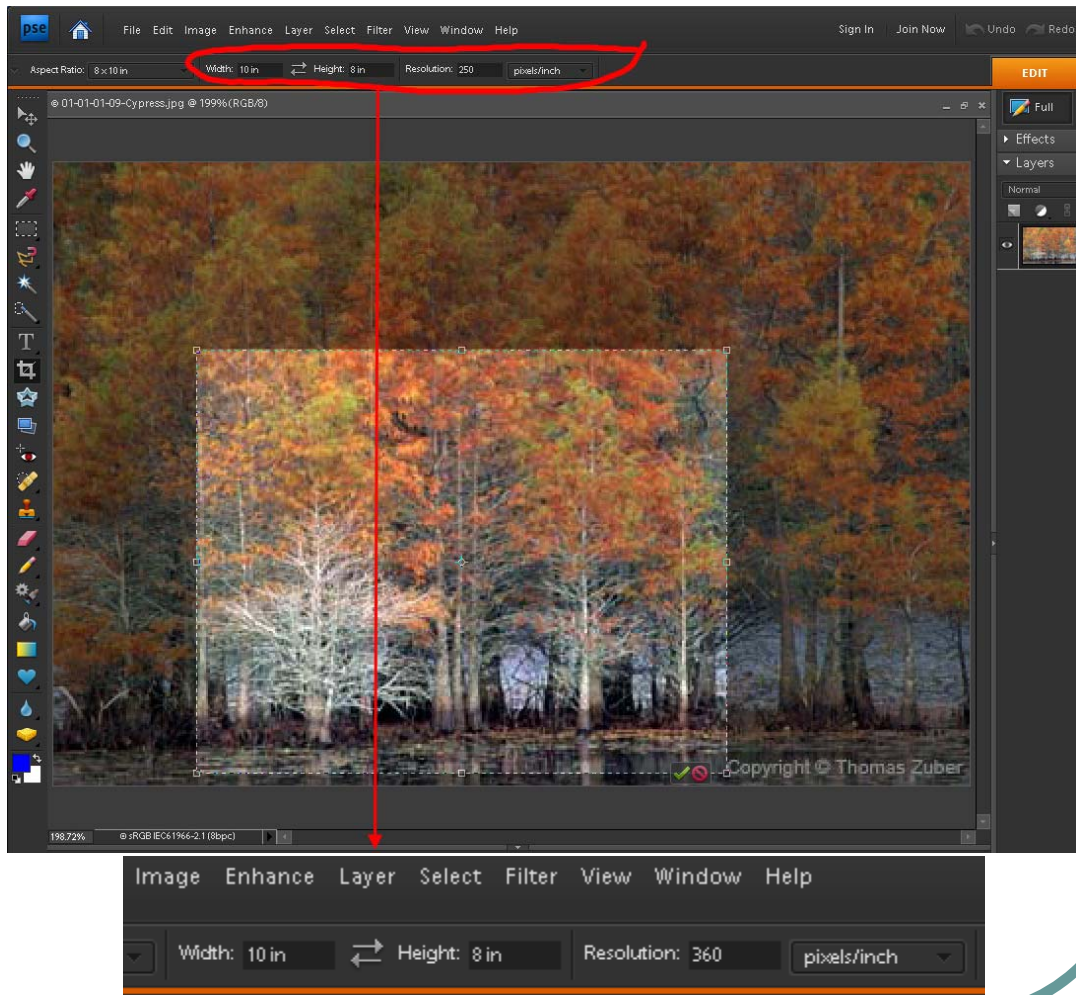 pse File Edit Image Enhance Layer Select Filter View Window Help Sign In Join Now Undo Redo
Aspect Ratio: 8 x 10 in Width: 10 in Height: 8 in Resolution: 250 pixels/inch EDIT
01-01-01-09-Cypress.jpg @ 199% (RGB/8)
Full
Effects
Layers
Normal
T
Copyright © Thomas Zuber
198.72% sRGB IEC61966-2.1 (8bpc)
Image Enhance Layer Select Filter View Window Help
Width: 10 in Height: 8 in Resolution: 360 pixels/inch